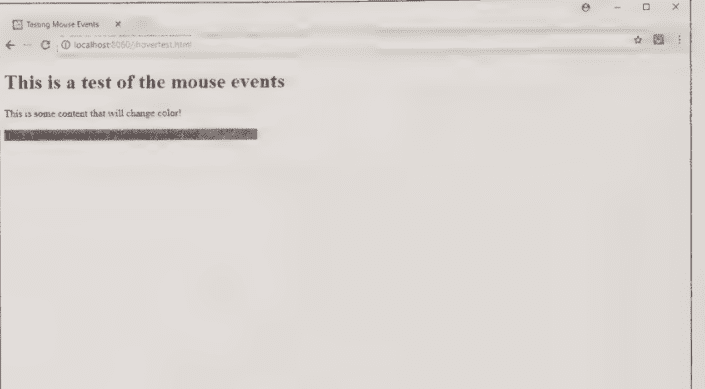 Testing Mouse Events
localhost:8080/hovertest.html
This is a test of the mouse events
This is some content that will change color!